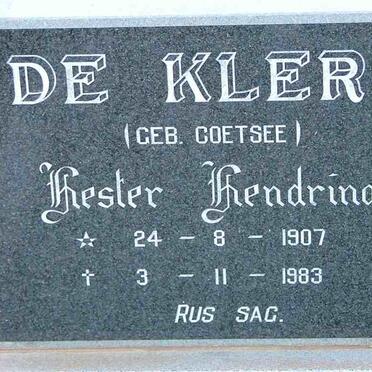 DE KLER
(GEB. COETSEE)
Hester Hendrina
☆ 24 - 8 - 1907
† 3 - 11 - 1983
RUS SAG.